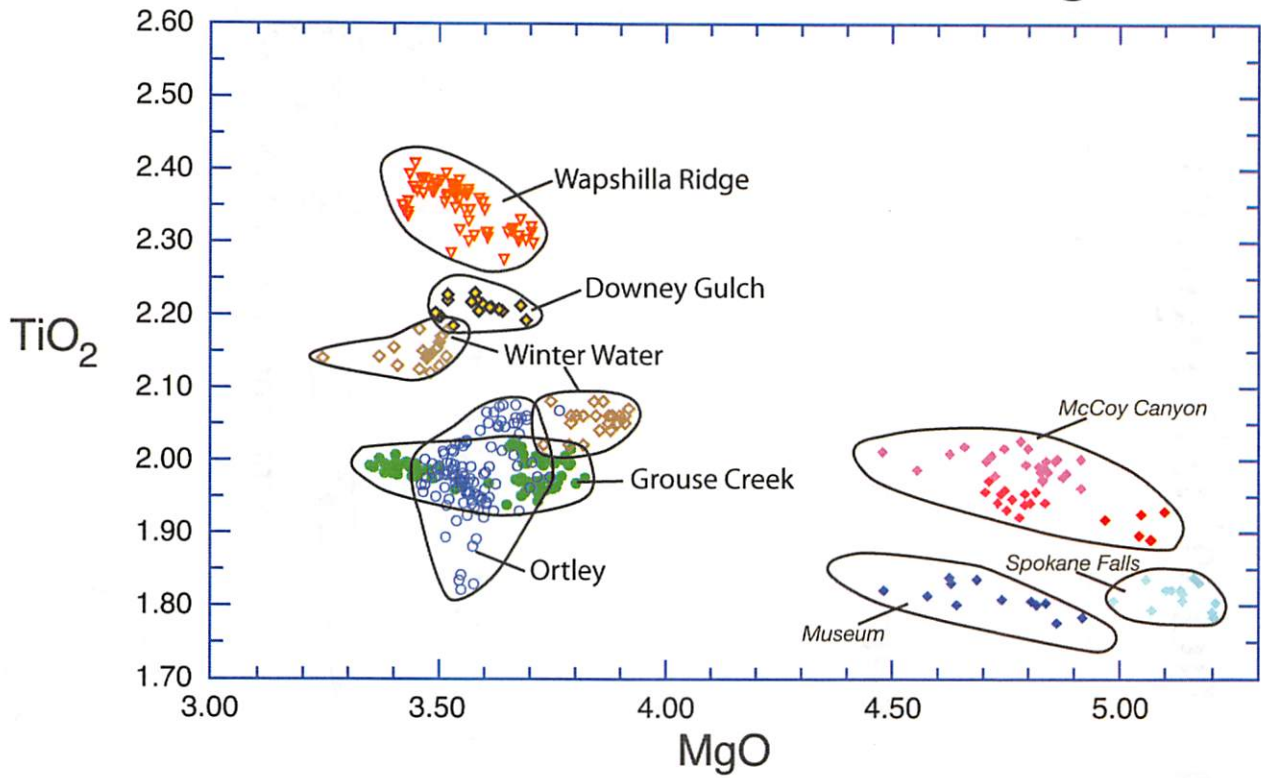 2.60
2.50
2.40
Wapshilla Ridge
2.30
Downey Gulch
2.20
TiO2
Winter Water
2.10
McCoy Canyon
2.00
Grouse Creek
1.90
Spokane Falls
Ortley
1.80
Museum
1.70
3.00 3.50 4.00 4.50 5.00
MgO